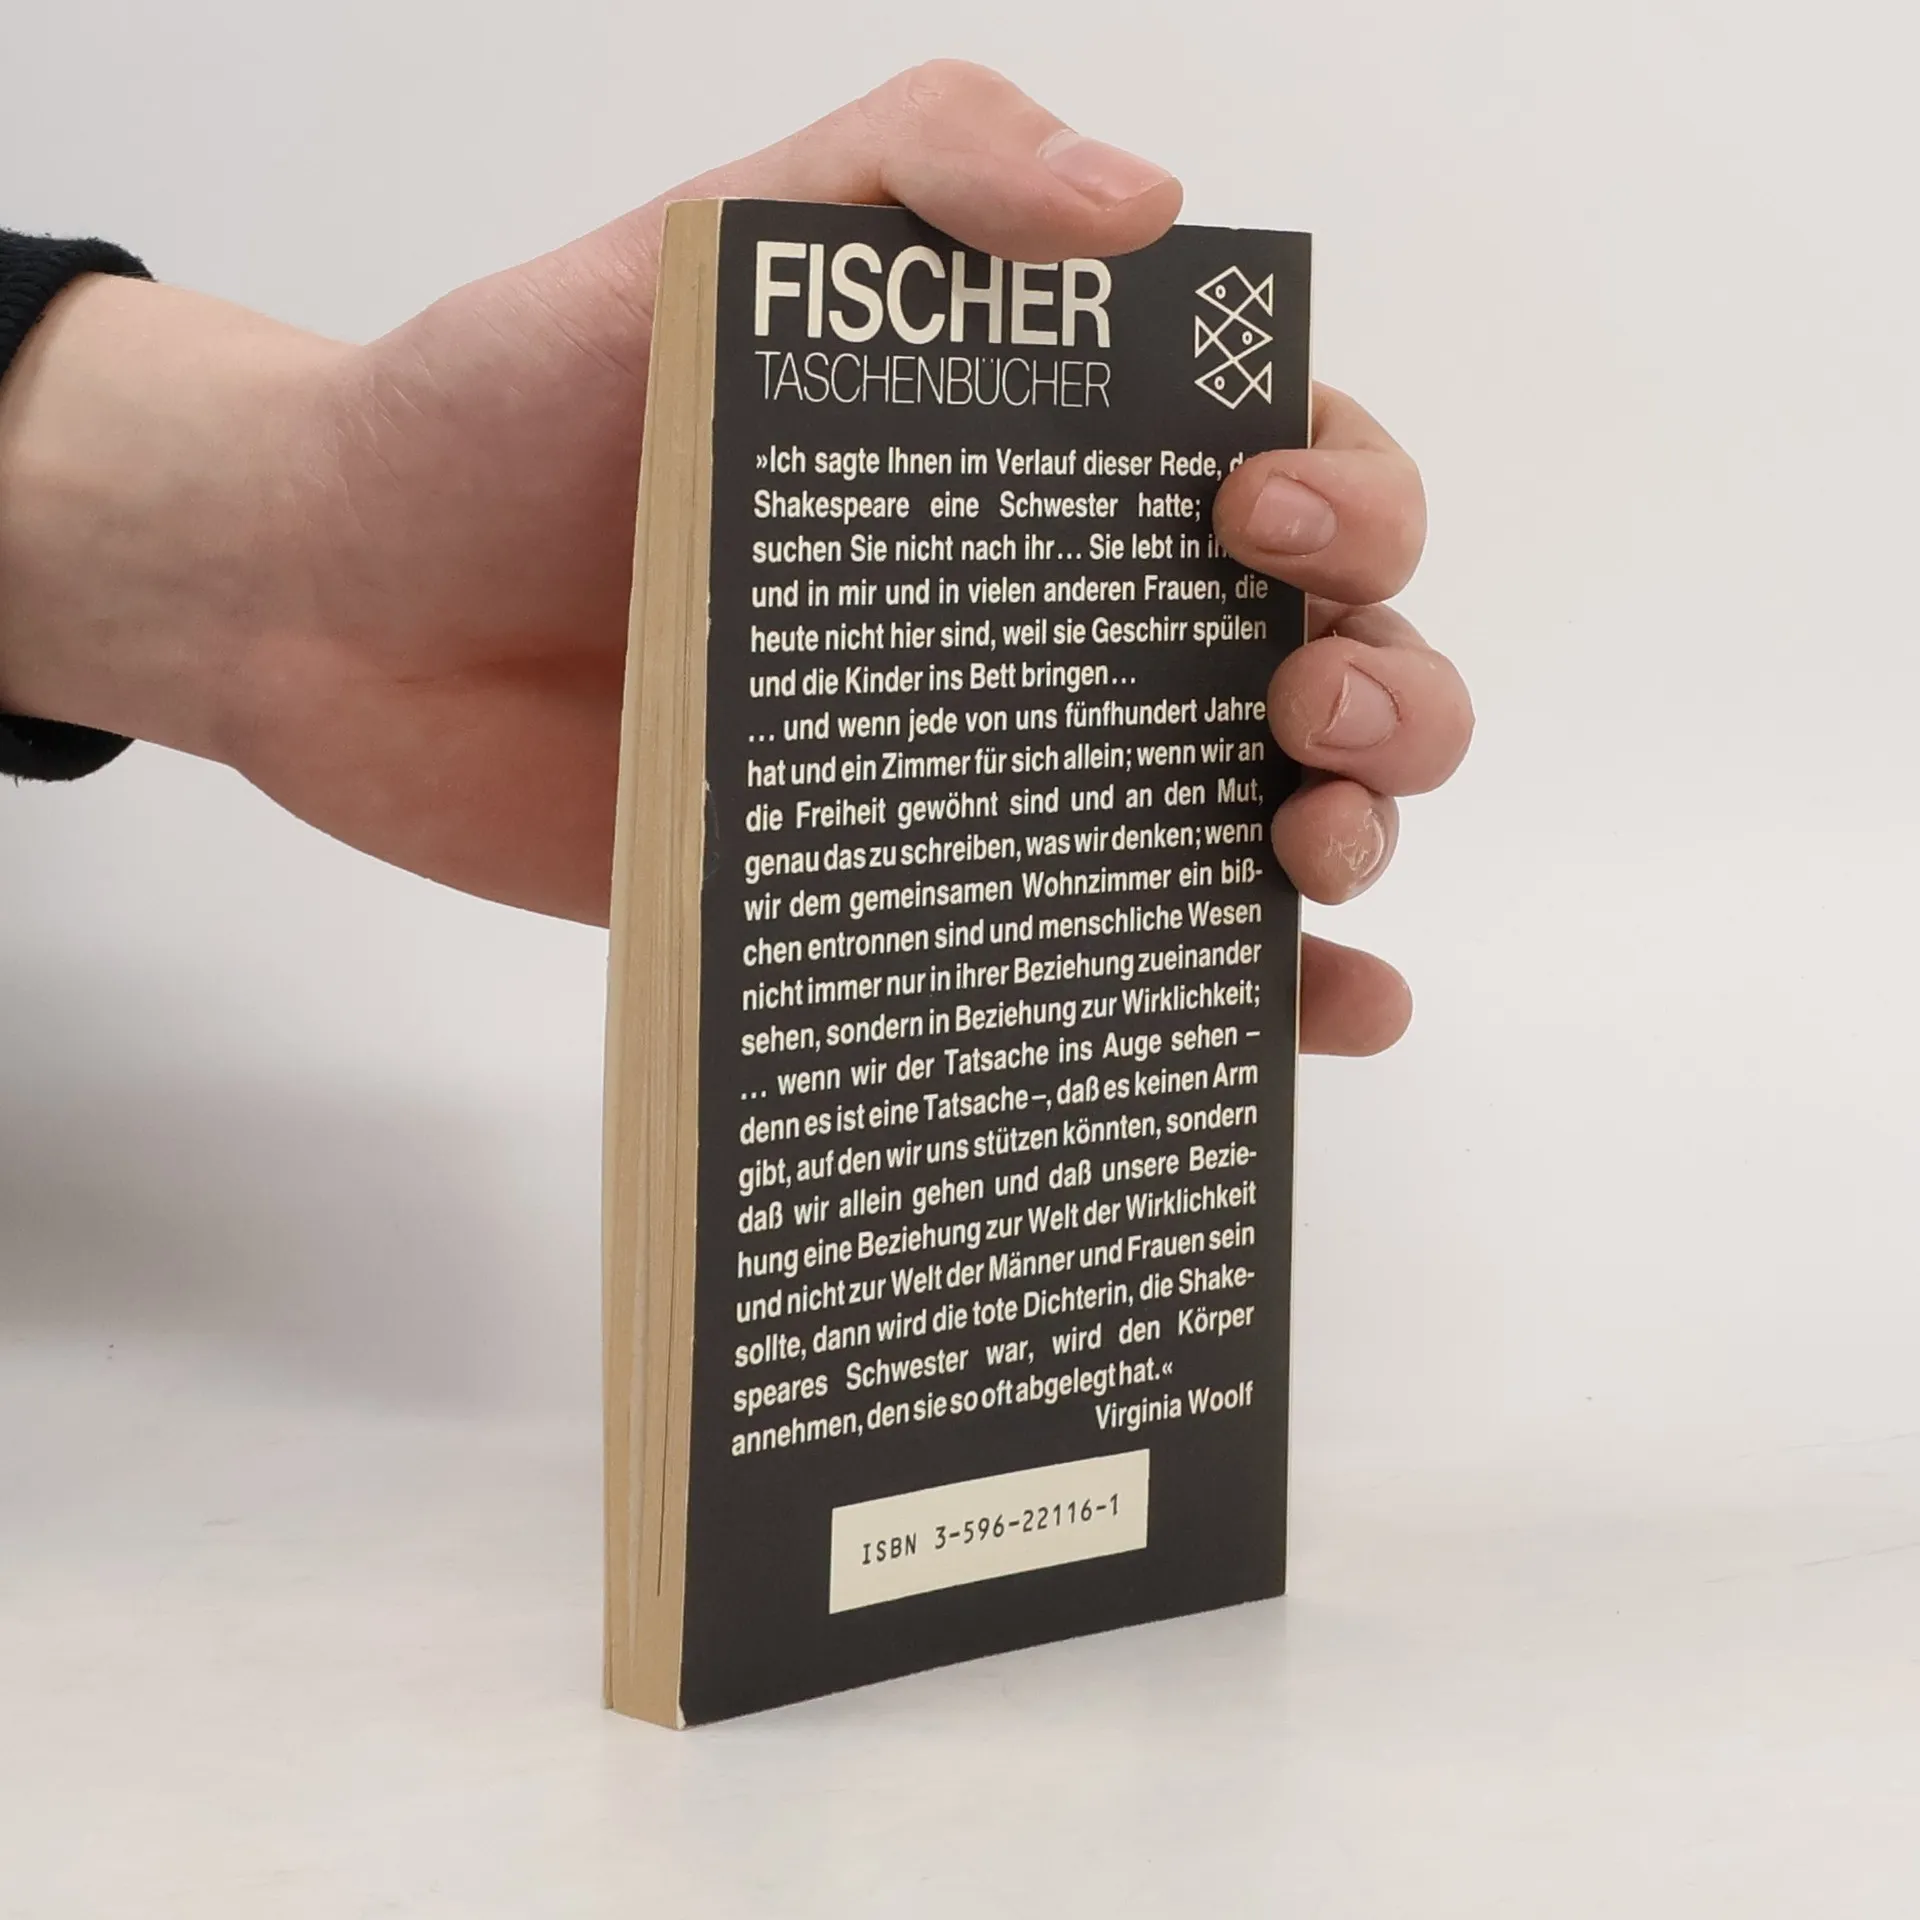 FISCHER
TASCHENBÜCHER
»Ich sagte Ihnen im Verlauf dieser Rede,
Shakespeare eine Schwester hatte;
suchen Sie nicht nach ihr... Sie lebt in
und in mir und in vielen anderen Frauen, die
heute nicht hier sind, weil sie Geschirr spülen
und die Kinder ins Bett bringen...
... und wenn jede von uns fünfhundert Jahre
hat und ein Zimmer für sich allein; wenn wir an
die Freiheit gewöhnt sind und an den Mut,
genau das zu schreiben, was wir denken; wenn
wir dem gemeinsamen Wohnzimmer ein biß-
chen entronnen sind und menschliche Wesen
nicht immer nur in ihrer Beziehung zueinander
sehen, sondern in Beziehung zur Wirklichkeit;
... wenn wir der Tatsache ins Auge sehen –
denn es ist eine Tatsache –, daß es keinen Arm
gibt, auf den wir uns stützen könnten, sondern
daß wir allein gehen und daß unsere Bezie-
hung eine Beziehung zur Welt der Wirklichkeit
und nicht zur Welt der Männer und Frauen sein
sollte, dann wird die tote Dichterin, die Shake-
speares Schwester war, wird den Körper
annehmen, den sie so oft abgelegt hat.«
Virginia Woolf
ISBN 3-596-22116-1